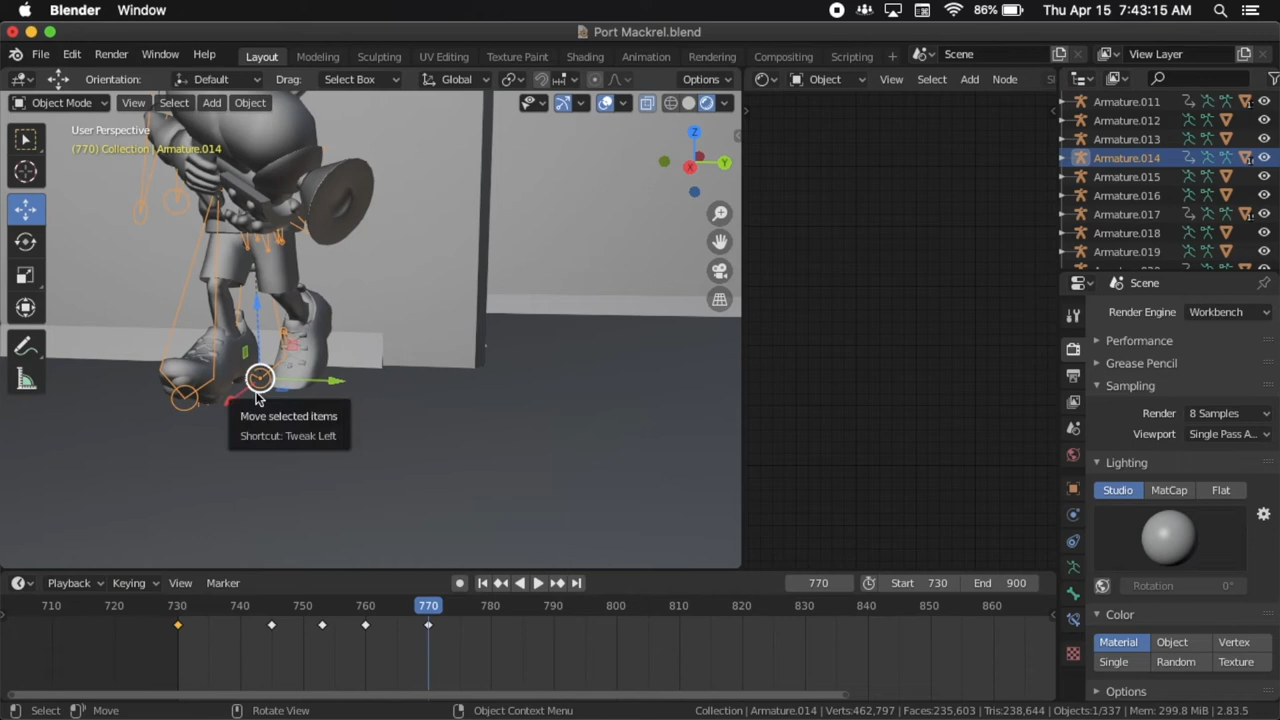 Blender Window 86% Thu Apr 15 7:43:15 AM
Port Mackrel.blend
File Edit Render Window Help Layout Modeling Sculpting UV Editing Texture Paint Shading Animation Rendering Compositing Scripting + Scene View Layer
Orientation: Default Drag: Select Box Global Options Object View Select Add Node
Object Mode View Select Add Object
User Perspective
(770) Collection | Armature.014
Z
Y
X
Armature.011
Armature.012
Armature.013
Armature.014
Armature.015
Armature.016
Armature.017
Armature.018
Armature.019
Scene
Render Engine Workbench
Performance
Grease Pencil
Sampling
Render 8 Samples
Viewport Single Pass A...
Lighting
Studio MatCap Flat
Rotation 0°
Color
Material Object Vertex
Single Random Texture
Options
Move selected items
Shortcut: Tweak Left
Playback Keying View Marker 770 Start 730 End 900
710 720 730 740 750 760 770 780 790 800 810 820 830 840 850 860
Select Move Rotate View Object Context Menu Collection | Armature.014 | Verts:462,797 | Faces:235,603 | Tris:238,644 | Objects:1/337 | Mem: 299.8 MiB | 2.83.5